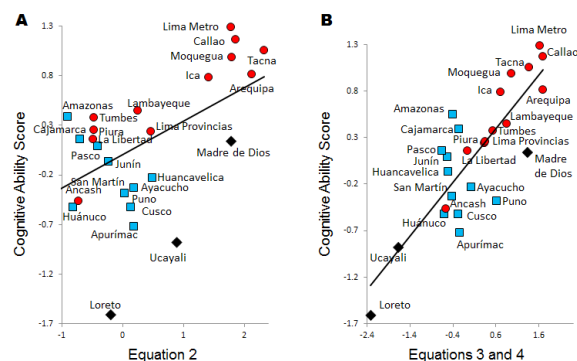 A
Cognitive Ability Score
1.3
0.8
0.3
-0.2
-0.7
-1.2
-1.7
Lima Metro
Callao
Moquegua
Tacna
Ica
Arequipa
Amazonas
Lambayeque
Tumbes
Cajamarca
Piura
Lima Provincias
La Libertad
Pasco
Junín
Madre de Dios
San Martín
Huancavelica
Ancash
Ayacucho
Puno
Huánuco
Cusco
Apurímac
Ucayali
Loreto
-1
0
1
2
Equation 2
B
Cognitive Ability Score
1.3
0.8
0.3
-0.2
-0.7
-1.2
-1.7
Lima Metro
Callao
Tacna
Moquegua
Ica
Arequipa
Amazonas
Lambayeque
Cajamarca
Tumbes
Piura
Lima Provincias
Pasco
Junín
La Libertad
Madre
de Dios
Huancavelica
San Martín
Ayacucho
Ancash
Puno
Huánuco
Cusco
Apurímac
Ucayali
Loreto
-2.4
-1.4
-0.4
0.6
1.6
Equations 3 and 4